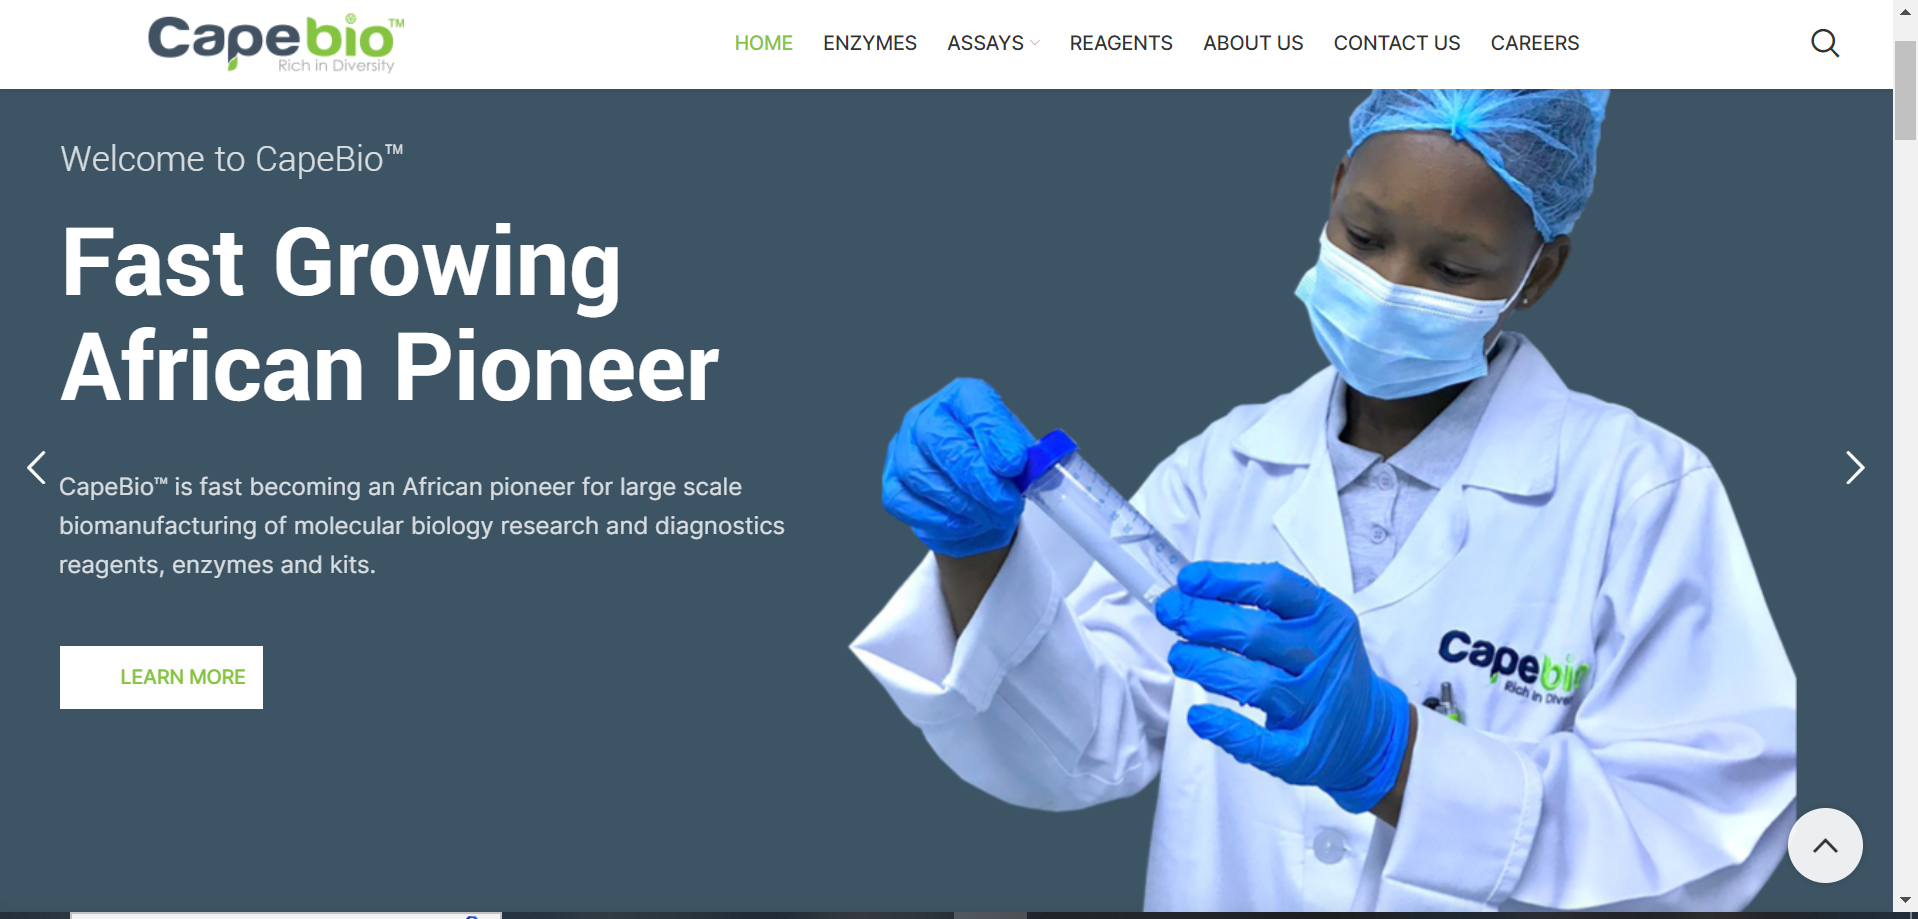 Capebio™
Rich in Diversity
HOME ENZYMES ASSAYS REAGENTS ABOUT US CONTACT US CAREERS
Welcome to CapeBio™
Fast Growing
African Pioneer
CapeBio™ is fast becoming an African pioneer for large scale
biomanufacturing of molecular biology research and diagnostics
reagents, enzymes and kits.
LEARN MORE
Capebio
Rich in